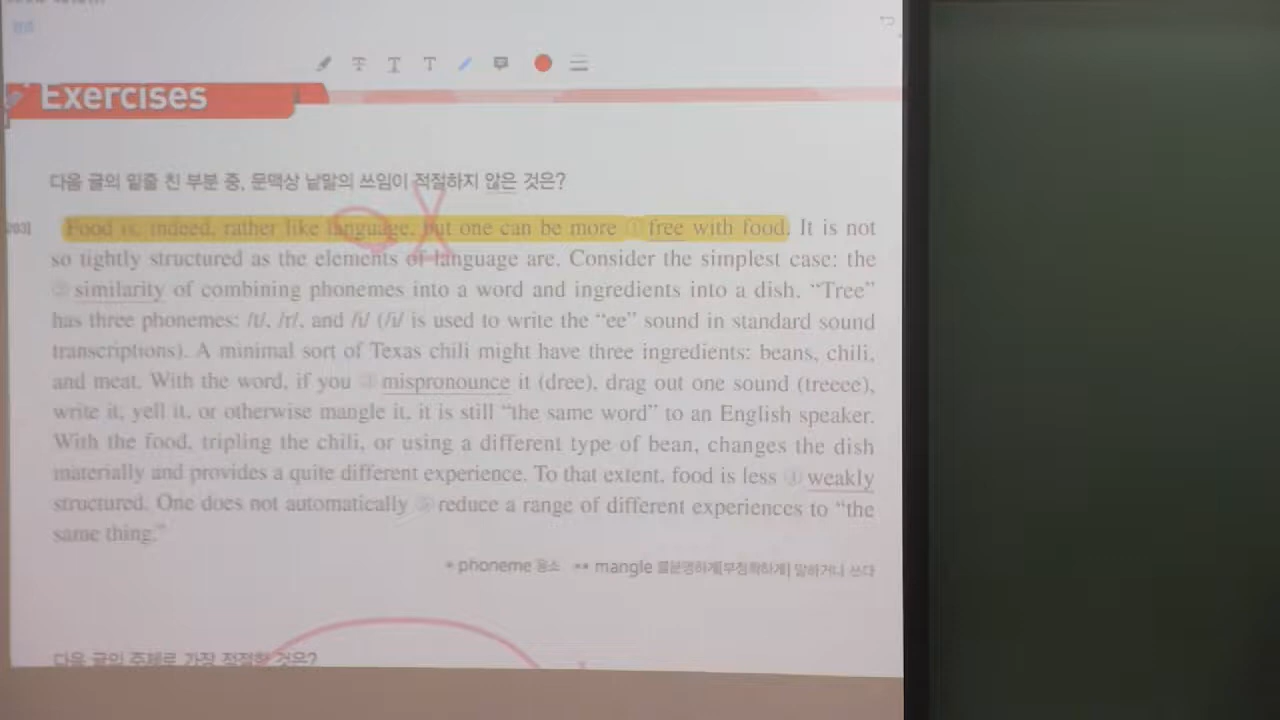 Exercises
다음 글의 밑줄 친 부분 중, 문맥상 낱말의 쓰임이 적절하지 않은 것은?
Food is, indeed, rather like language, but one can be more ① free with food. It is not
so tightly structured as the elements of language are. Consider the simplest case: the
② similarity of combining phonemes into a word and ingredients into a dish. “Tree”
has three phonemes: /t/, /r/, and /i/ (/i/ is used to write the “ee” sound in standard sound
transcriptions). A minimal sort of Texas chili might have three ingredients: beans, chili,
and meat. With the word, if you ③ mispronounce it (dree), drag out one sound (treeee),
write it, yell it, or otherwise mangle it, it is still “the same word” to an English speaker.
With the food, tripling the chili, or using a different type of bean, changes the dish
materially and provides a quite different experience. To that extent, food is less ④ weakly
structured. One does not automatically ⑤ reduce a range of different experiences to “the
same thing.”
* phoneme 음소 ** mangle 불분명하게[부정확하게] 말하거나 쓰다
다음 글의 주제로 가장 적절한 것은?